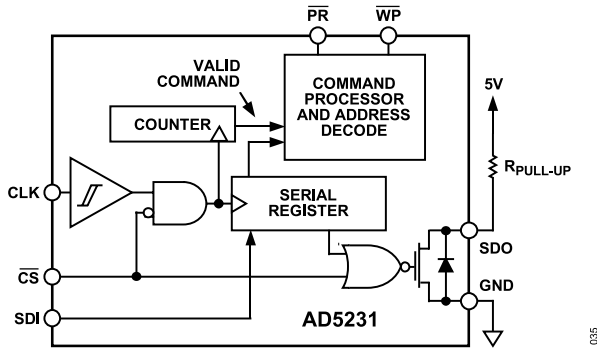 PR
WP
VALID
COMMAND
COMMAND
PROCESSOR
AND ADDRESS
DECODE
5V
COUNTER
RPULL-UP
CLK
SERIAL
REGISTER
SDO
CS
GND
SDI
AD5231
035